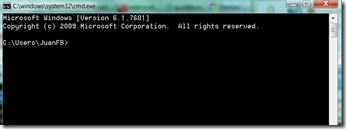 C:\windows\system32\cmd.exe
Microsoft Windows [Version 6.1.7601]
Copyright (c) 2009 Microsoft Corporation.  All rights reserved.
C:\Users\JuanFB>